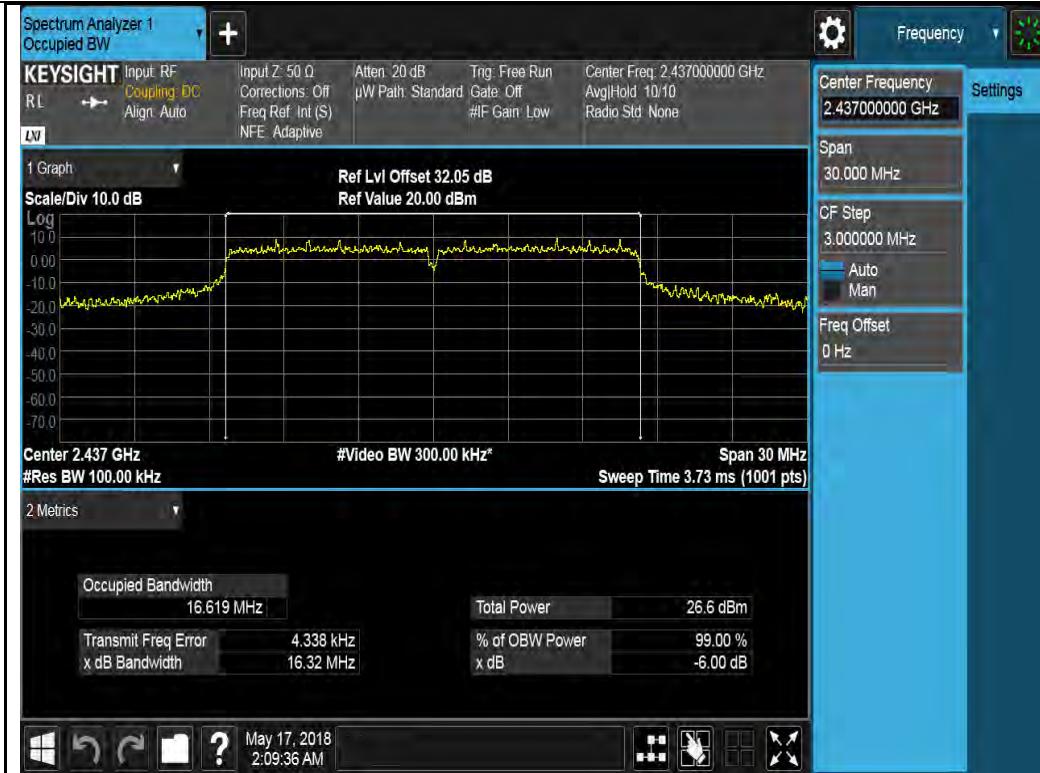 Spectrum Analyzer 1
Occupied BW
+
Frequency
KEYSIGHT
R L
LXI
Input: RF
Coupling: DC
Align: Auto
Input Z: 50 Ω
Corrections: Off
Freq Ref: Int (S)
NFE: Adaptive
Atten: 20 dB
µW Path: Standard
Trig: Free Run
Gate: Off
#IF Gain: Low
Center Freq: 2.437000000 GHz
Avg|Hold: 10/10
Radio Std: None
Center Frequency
2.437000000 GHz
Settings
Span
30.000 MHz
CF Step
3.000000 MHz
Auto
Man
Freq Offset
0 Hz
1 Graph
Scale/Div 10.0 dB
Ref Lvl Offset 32.05 dB
Ref Value 20.00 dBm
Log
10.0
0.00
-10.0
-20.0
-30.0
-40.0
-50.0
-60.0
-70.0
Center 2.437 GHz
#Res BW 100.00 kHz
#Video BW 300.00 kHz*
Span 30 MHz
Sweep Time 3.73 ms (1001 pts)
2 Metrics
Occupied Bandwidth
16.619 MHz
Transmit Freq Error 4.338 kHz
x dB Bandwidth 16.32 MHz
Total Power 26.6 dBm
% of OBW Power 99.00 %
x dB -6.00 dB
?
May 17, 2018
2:09:36 AM